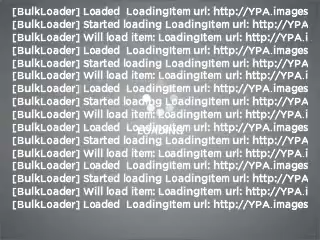 [BulkLoader] Loaded  LoadingItem url: http://YPA.images
[BulkLoader] Started loading LoadingItem url: http://YPA
[BulkLoader] Will load item: LoadingItem url: http://YPA.i
[BulkLoader] Loaded  LoadingItem url: http://YPA.images
[BulkLoader] Started loading LoadingItem url: http://YPA
[BulkLoader] Will load item: LoadingItem url: http://YPA.i
[BulkLoader] Loaded  LoadingItem url: http://YPA.images
[BulkLoader] Started loading LoadingItem url: http://YPA
[BulkLoader] Will load item: LoadingItem url: http://YPA.i
[BulkLoader] Loaded  LoadingItem url: http://YPA.images
LOADING
[BulkLoader] Started loading LoadingItem url: http://YPA
[BulkLoader] Will load item: LoadingItem url: http://YPA.i
[BulkLoader] Loaded  LoadingItem url: http://YPA.images
[BulkLoader] Started loading LoadingItem url: http://YPA
[BulkLoader] Will load item: LoadingItem url: http://YPA.i
[BulkLoader] Loaded  LoadingItem url: http://YPA.images